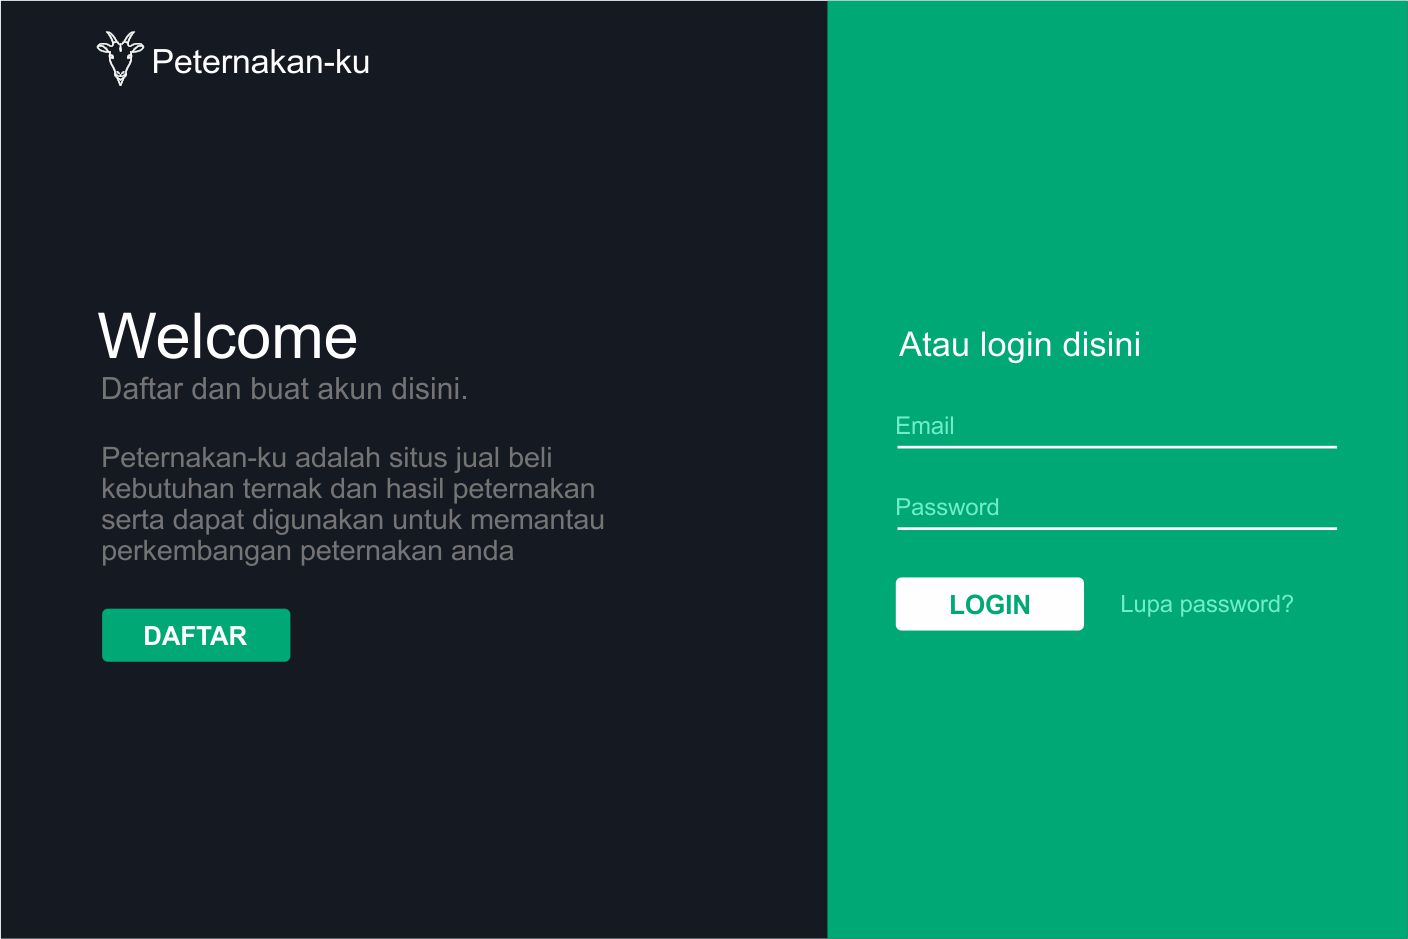 Peternakan-ku
Welcome
Daftar dan buat akun disini.
Peternakan-ku adalah situs jual beli
kebutuhan ternak dan hasil peternakan
serta dapat digunakan untuk memantau
perkembangan peternakan anda
DAFTAR
Atau login disini
Email
Password
LOGIN
Lupa password?